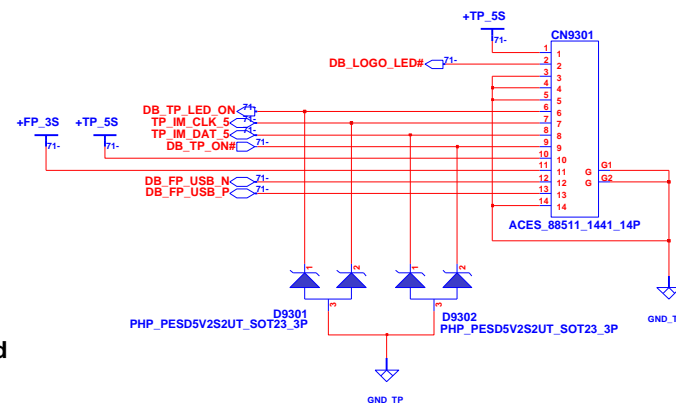 +TP_5S
CN9301
71-
DB_LOGO_LED# 71-
1 1
2 2
3 3
4 4
5 5
DB_TP_LED_ON 71- 6 6
+FP_3S +TP_5S TP_IM_CLK_5 71- 7 7
TP_IM_DAT_5 71- 8 8
71- 71- DB_TP_ON# 71- 9 9
10 10
11 11 G G1
DB_FP_USB_N 71- 12 12 G G2
DB_FP_USB_P 71- 13 13
14 14
ACES_88511_1441_14P
1 2 1 2
3 3
D9301 D9302
PHP_PESD5V2S2UT_SOT23_3P PHP_PESD5V2S2UT_SOT23_3P
GND_T
d
GND_TP